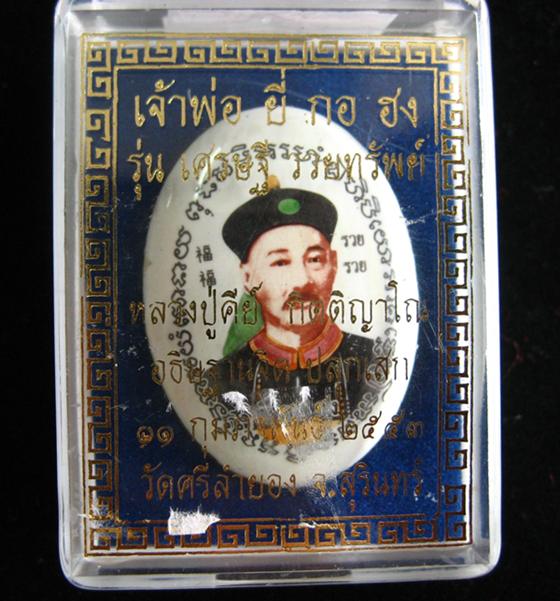 เจ้าพ่อ ยี่ กอ ฮง
รุ่น เศรษฐี รวยทรัพย์
福
福
รวย
รวย
หลวงปู่คีย์ กิตติญาโณ
อธิษฐานจิต ปลุกเสก
๑๑ กุมภาพันธ์ ๒๕๕๓
วัดศรีลำยอง จ.สุรินทร์